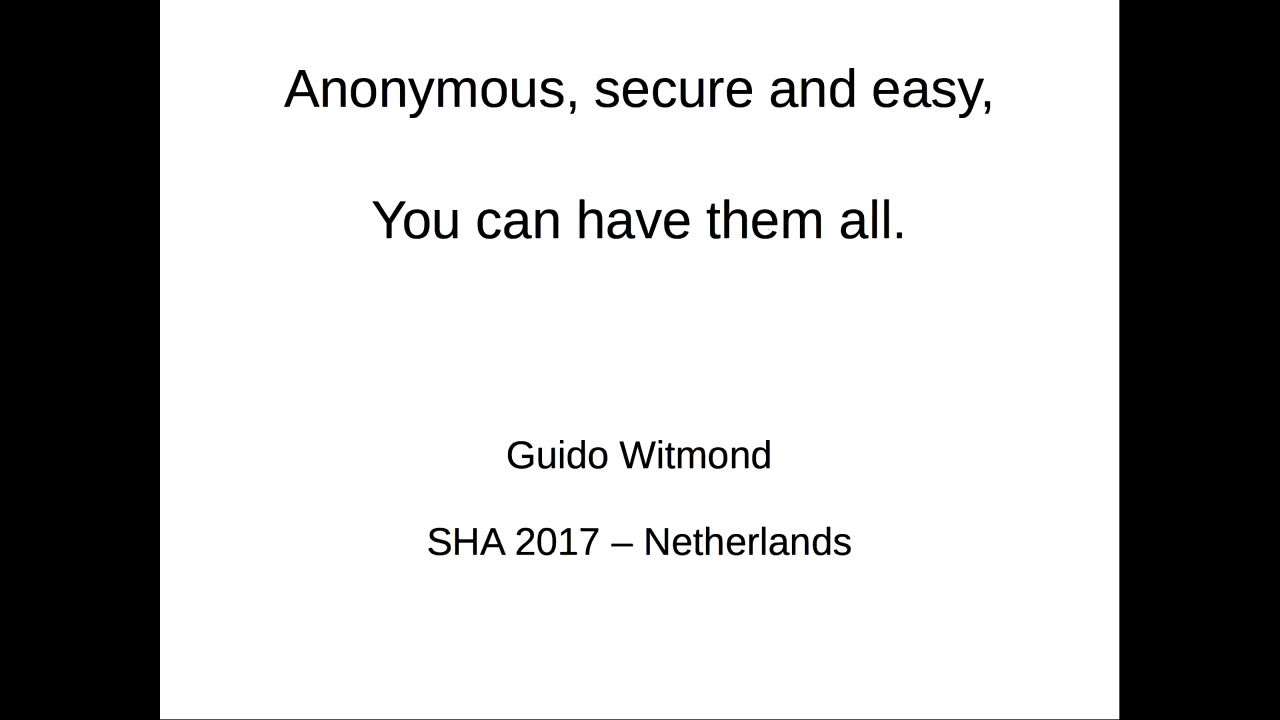 Anonymous, secure and easy,
You can have them all.
Guido Witmond
SHA 2017 – Netherlands